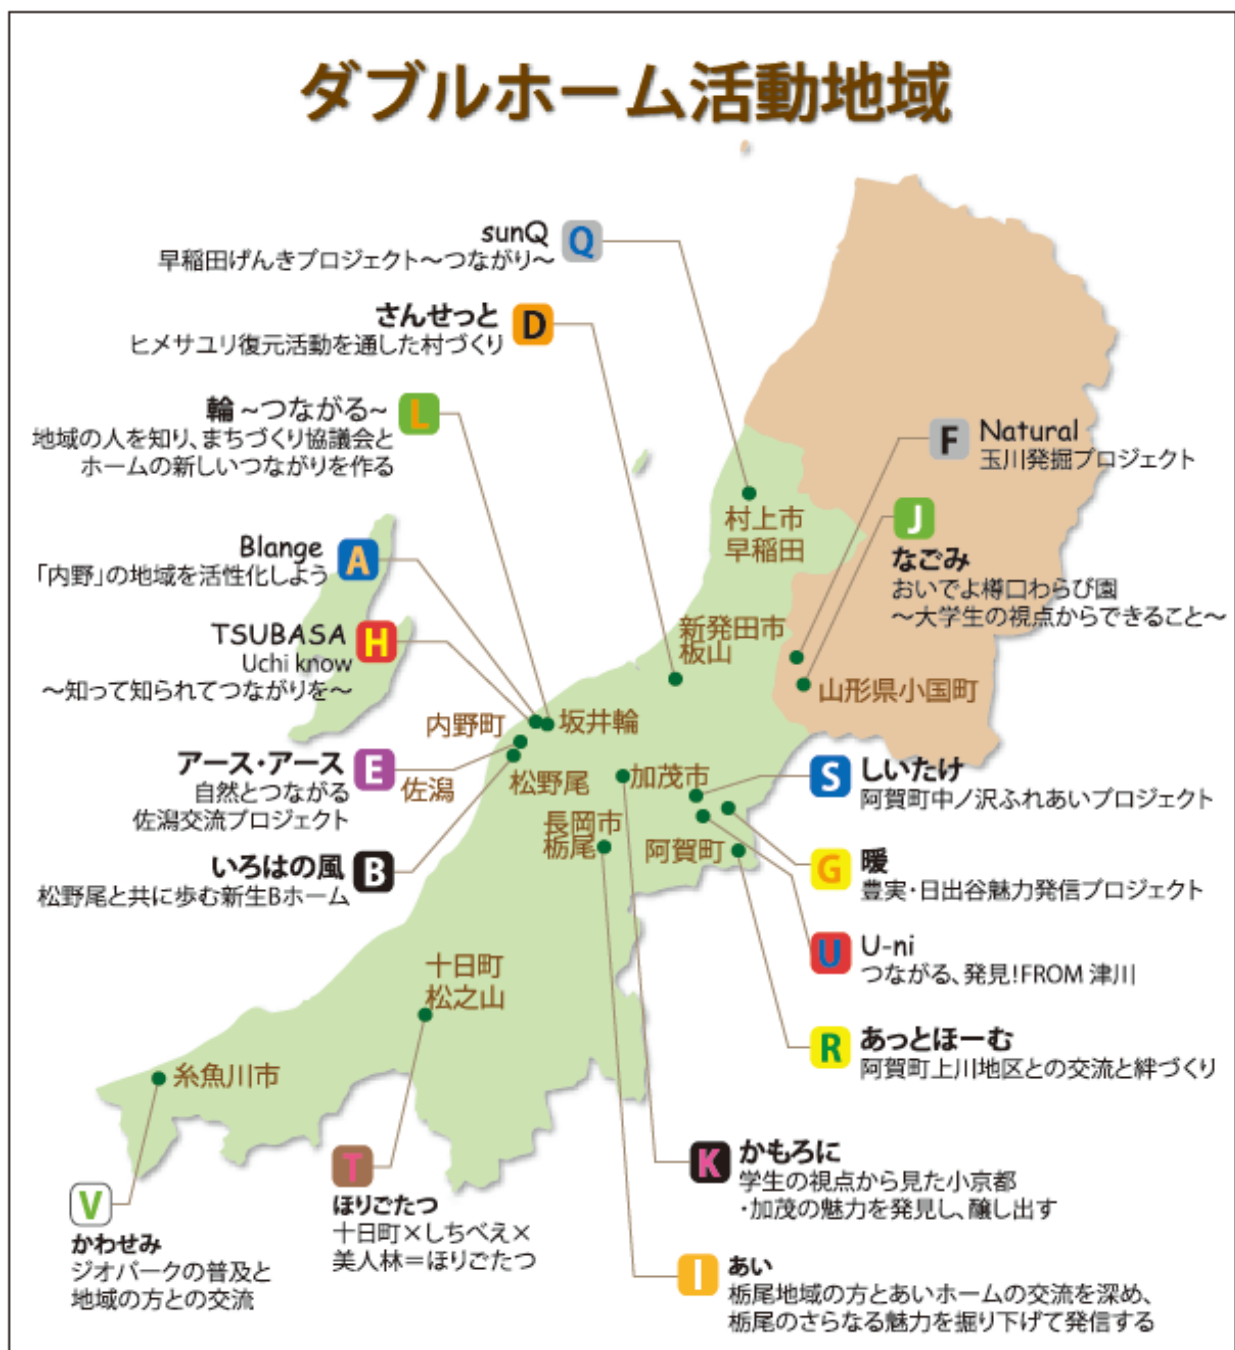 ダブルホーム活動地域
sunQ
Q
早稲田げんきプロジェクト～つながり～
さんせっと
D
ヒメサユリ復元活動を通した村づくり
輪 ~つながる~
L
地域の人を知り、まちづくり協議会と
ホームの新しいつながりを作る
F
Natural
玉川発掘プロジェクト
J
なごみ
おいでよ樽口わらび園
～大学生の視点からできること～
村上市
早稲田
Blange
A
「内野」の地域を活性化しよう
TSUBASA
H
Uchi know
～知って知られてつながりを～
新発田市
板山
山形県小国町
内野町
坂井輪
アース・アース
E
自然とつながる
佐潟交流プロジェクト
佐潟
松野尾
加茂市
S
しいたけ
阿賀町中ノ沢ふれあいプロジェクト
長岡市
栃尾
阿賀町
いろはの風
B
松野尾と共に歩む新生Bホーム
G
暖
豊実・日出谷魅力発信プロジェクト
U
U-ni
つながる、発見!FROM 津川
十日町
松之山
R
あっとほーむ
阿賀町上川地区との交流と絆づくり
糸魚川市
K
かもろに
学生の視点から見た小京都
・加茂の魅力を発見し、醸し出す
T
ほりごたつ
十日町×しちべえ×
美人林＝ほりごたつ
V
かわせみ
ジオパークの普及と
地域の方との交流
I
あい
栃尾地域の方とあいホームの交流を深め、
栃尾のさらなる魅力を掘り下げて発信する